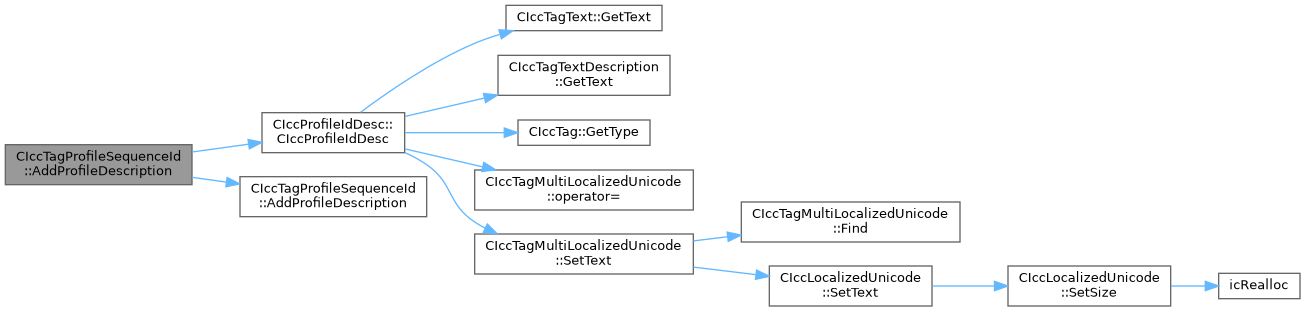 CIccTagProfileSequenceId
::AddProfileDescription
CIccProfileIdDesc::
CIccProfileIdDesc
CIccTagText::GetText
CIccTagTextDescription
::GetText
CIccTag::GetType
CIccTagMultiLocalizedUnicode
::operator=
CIccTagMultiLocalizedUnicode
::SetText
CIccTagMultiLocalizedUnicode
::Find
CIccLocalizedUnicode
::SetText
CIccLocalizedUnicode
::SetSize
icRealloc
CIccTagProfileSequenceId
::AddProfileDescription